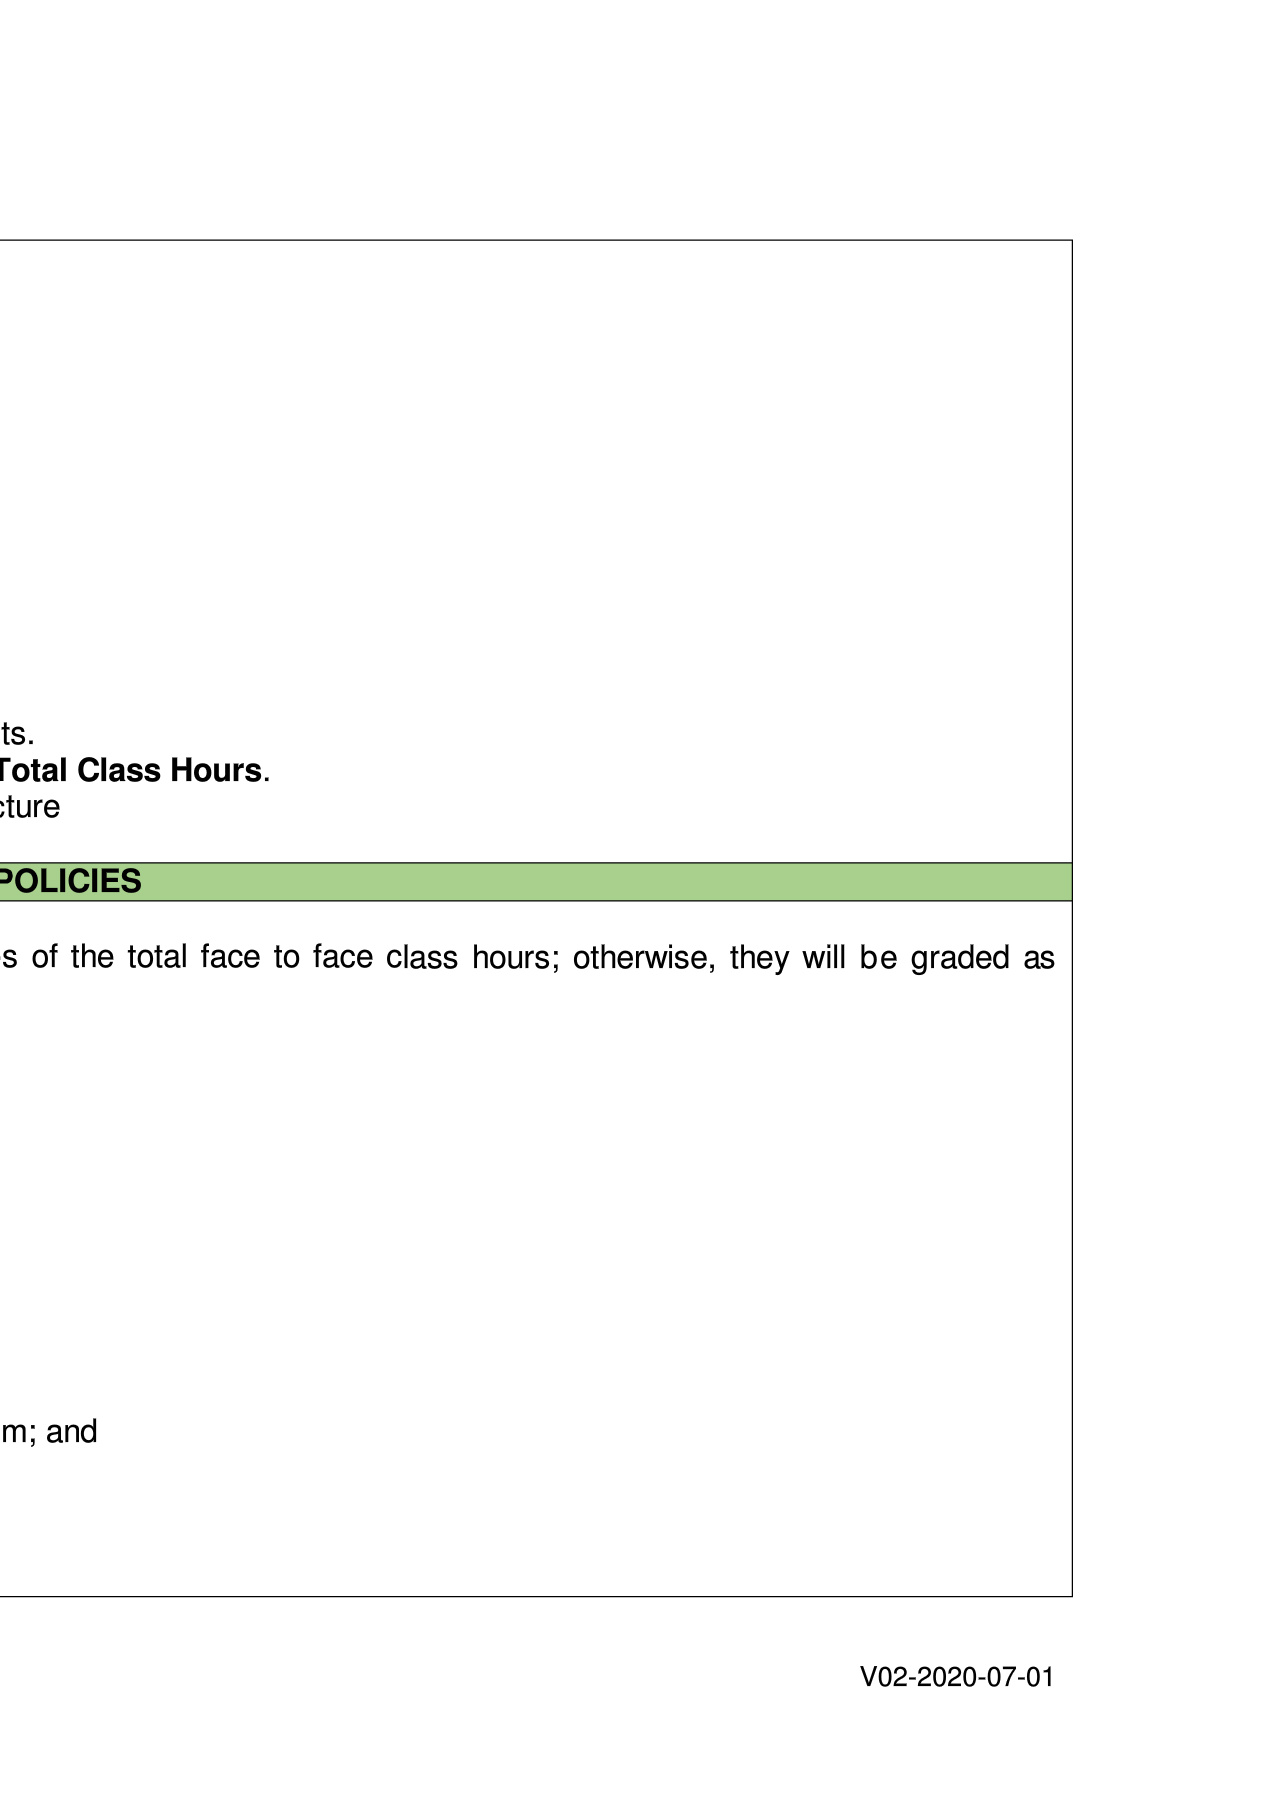 ts.
Total Class Hours.
cture
POLICIES
s of the total face to face class hours; otherwise, they will be graded as
m; and
V02-2020-07-01